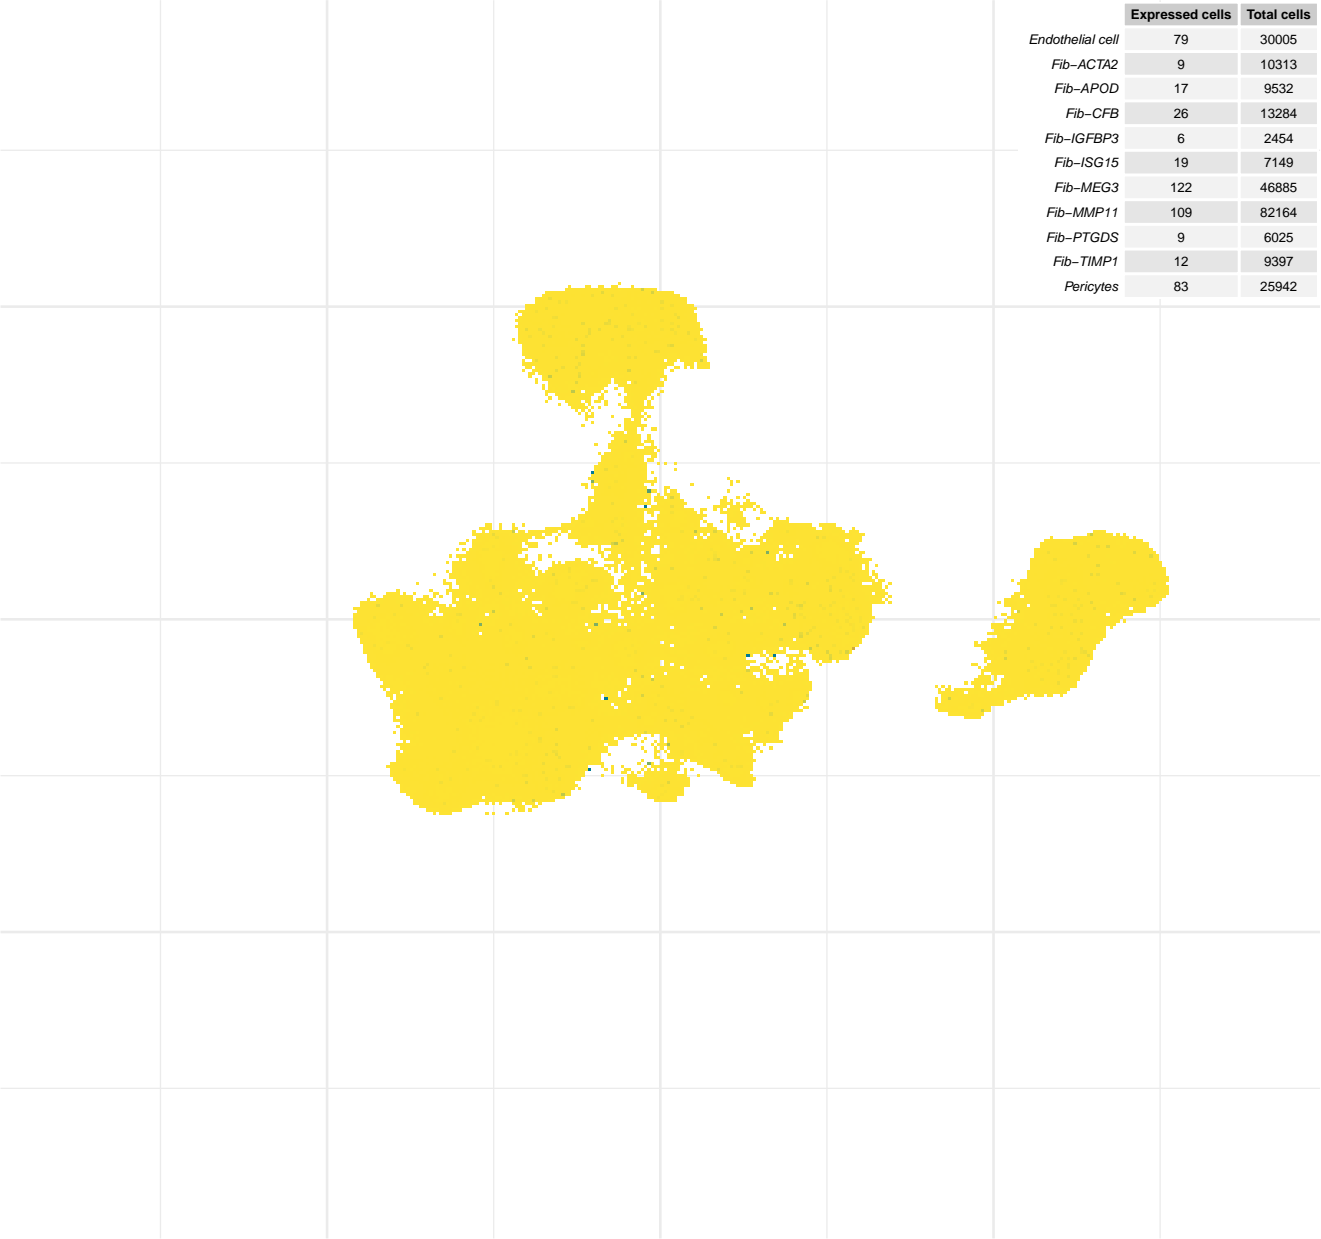 Expressed cells Total cells
Endothelial cell 79 30005
Fib−ACTA2 9 10313
Fib−APOD 17 9532
Fib−CFB 26 13284
Fib−IGFBP3 6 2454
Fib−ISG15 19 7149
Fib−MEG3 122 46885
Fib−MMP11 109 82164
Fib−PTGDS 9 6025
Fib−TIMP1 12 9397
Pericytes 83 25942